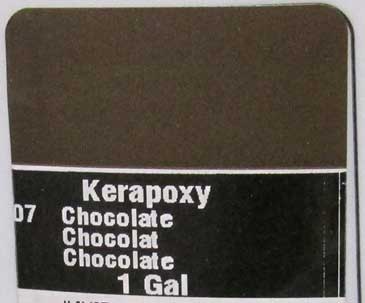 Kerapoxy
07 Chocolate
Chocolat
Chocolate
1 Gal